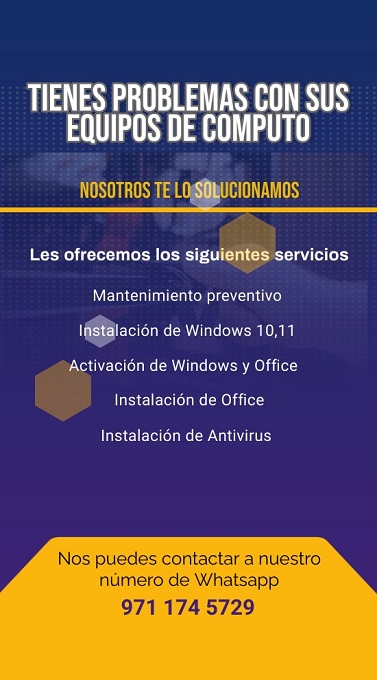 TIENES PROBLEMAS CON SUS
EQUIPOS DE COMPUTO
NOSOTROS TE LO SOLUCIONAMOS
Les ofrecemos los siguientes servicios
Mantenimiento preventivo
Instalación de Windows 10,11
Activación de Windows y Office
Instalación de Office
Instalación de Antivirus
Nos puedes contactar a nuestro
número de Whatsapp
971 174 5729